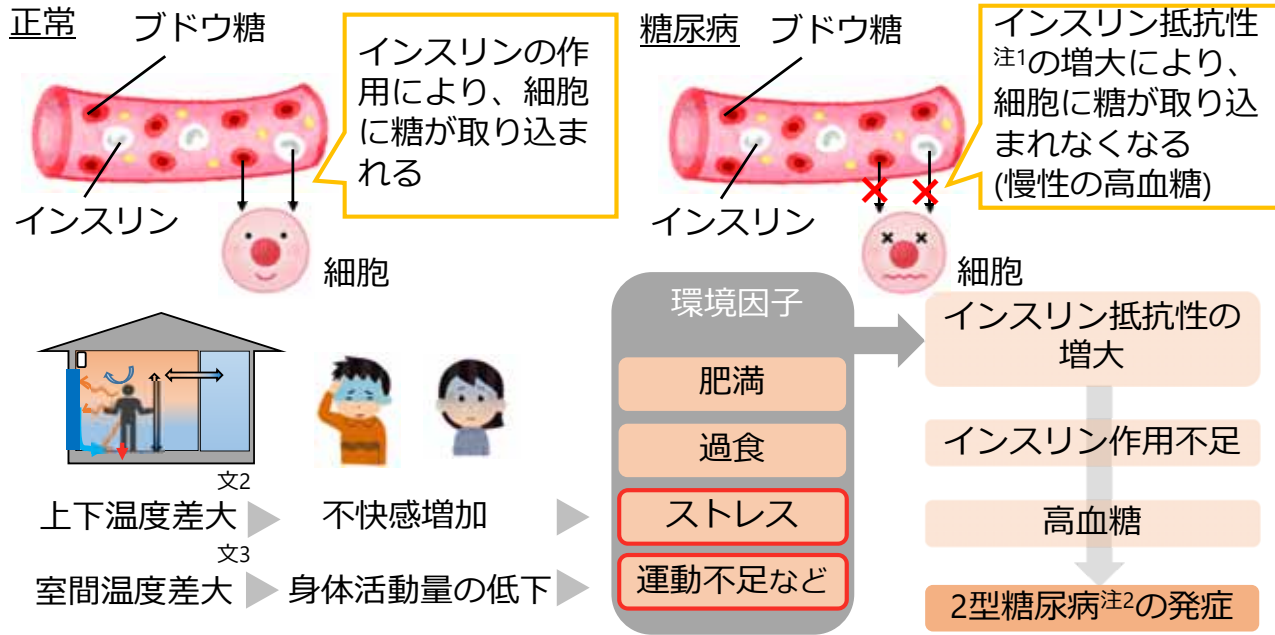 正常
ブドウ糖
インスリンの作
用により、細胞
に糖が取り込ま
れる
インスリン
細胞
糖尿病
ブドウ糖
インスリン抵抗性
注1の増大により、
細胞に糖が取り込
まれなくなる
(慢性の高血糖)
インスリン
細胞
文2
上下温度差大
不快感増加
文3
室間温度差大
身体活動量の低下
環境因子
肥満
過食
ストレス
運動不足など
インスリン抵抗性の
増大
インスリン作用不足
高血糖
2型糖尿病注2の発症